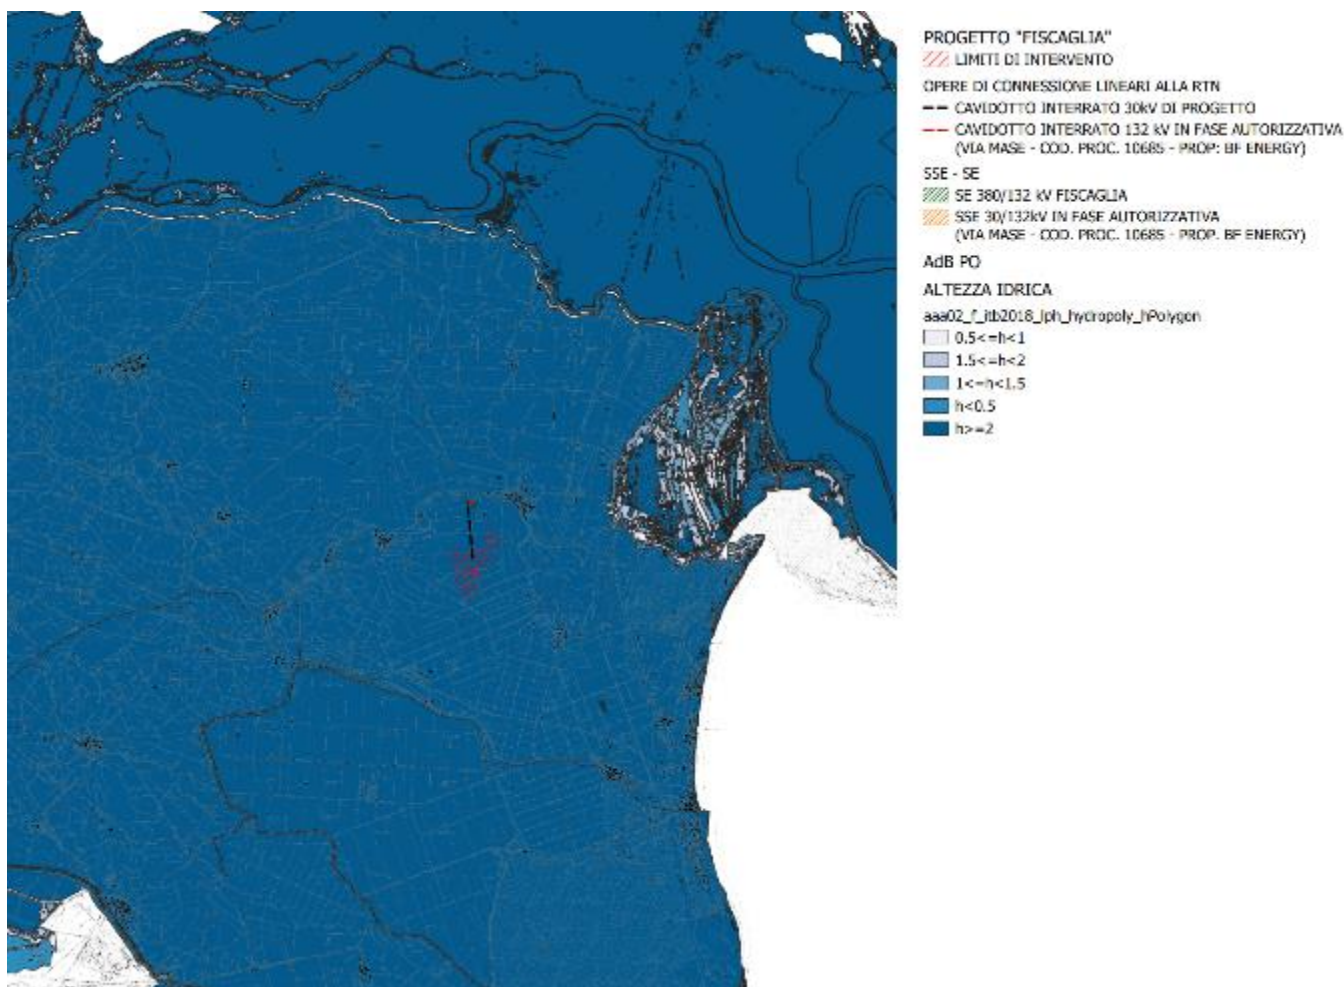 PROGETTO "FISCAGLIA"
LIMITI DI INTERVENTO
OPERE DI CONNESSIONE LINEARI ALLA RTN
CAVIDOTTO INTERRATO 30kV DI PROGETTO
CAVIDOTTO INTERRATO 132 kV IN FASE AUTORIZZATIVA
(VIA MASE - COD. PROC. 10685 - PROP: BF ENERGY)
SSE - SE
SE 380/132 kV FISCAGLIA
SSE 30/132kV IN FASE AUTORIZZATIVA
(VIA MASE - COD. PROC. 10685 - PROP. BF ENERGY)
AdB PO
ALTEZZA IDRICA
aaa02_f_itb2018_lph_hydropoly_hPolygon
0.5<=h<1
1.5<=h<2
1<=h<1.5
h<0.5
h>=2